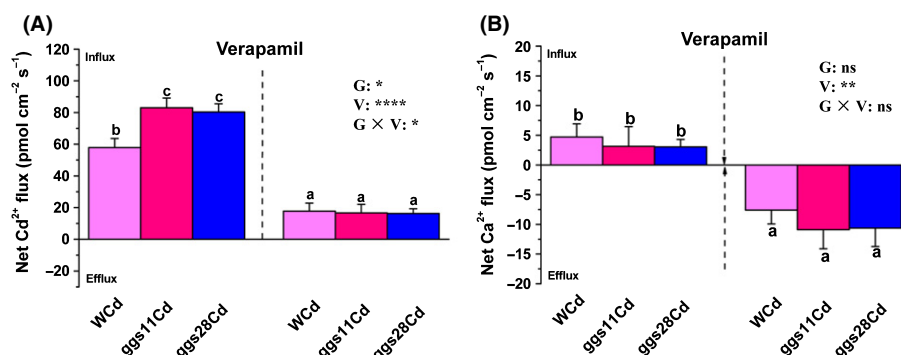 (A)
Verapamil
Influx
G: *
V: ****
G × V: *
Net Cd²⁺ flux (pmol cm⁻² s⁻¹)
120
100
80
60
40
20
0
−20
b
c
c
a
a
a
Efflux
WCd
ggs11Cd
ggs28Cd
WCd
ggs11Cd
ggs28Cd
(B)
Verapamil
Influx
G: ns
V: **
G × V: ns
Net Ca²⁺ flux (pmol cm⁻² s⁻¹)
20
15
10
5
0
−5
−10
−15
−20
b
b
b
a
a
a
Efflux
WCd
ggs11Cd
ggs28Cd
WCd
ggs11Cd
ggs28Cd